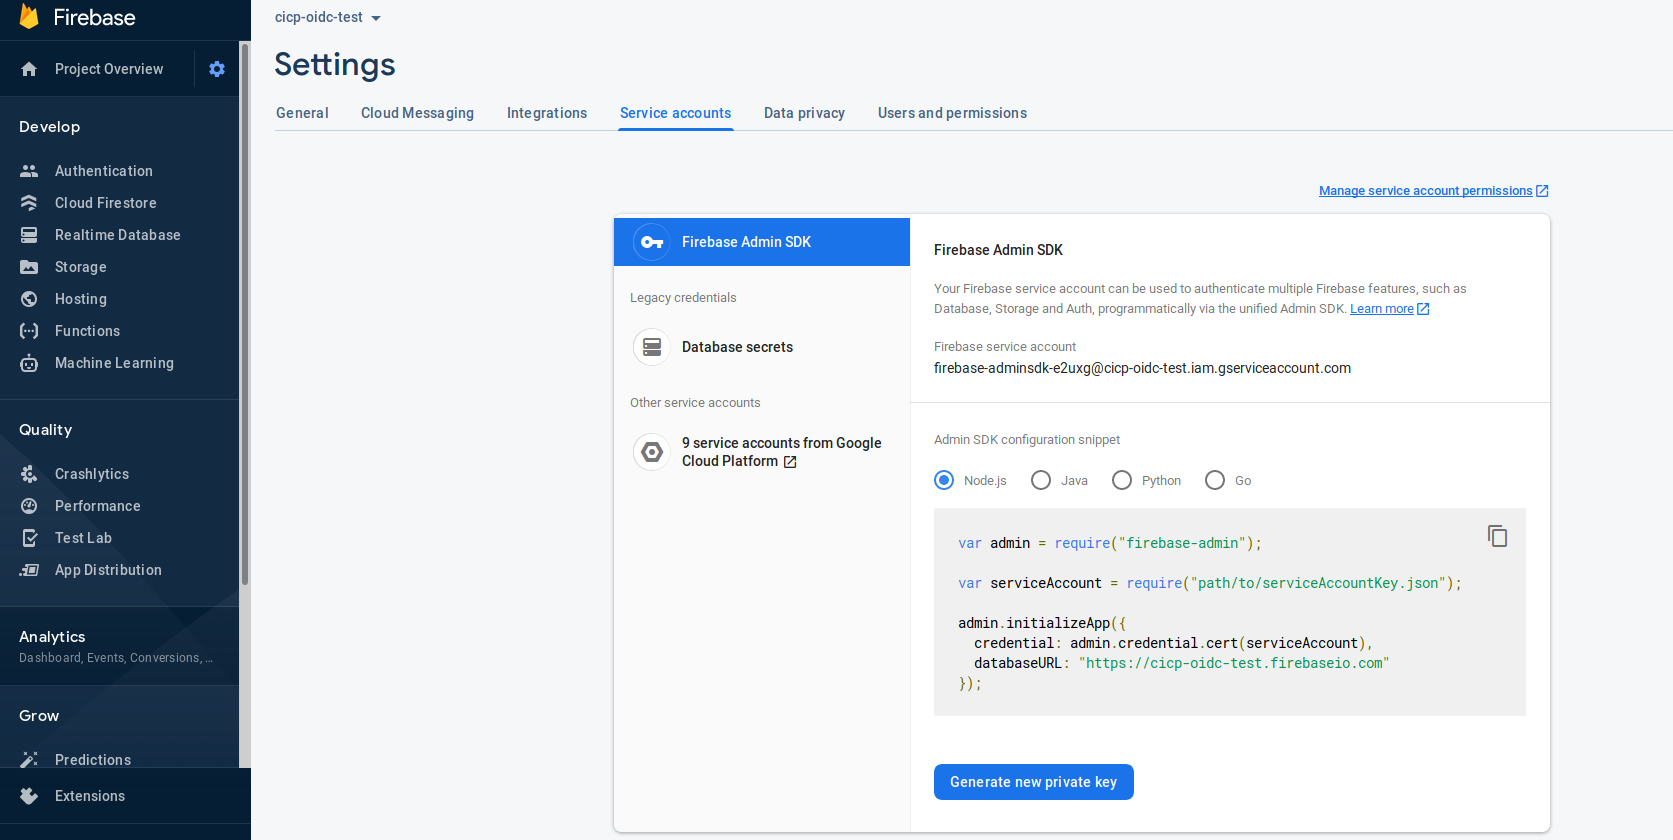 Firebase
cicp-oidc-test
Project Overview
Settings
General Cloud Messaging Integrations Service accounts Data privacy Users and permissions
Develop
Authentication
Cloud Firestore
Realtime Database
Storage
Hosting
Functions
Machine Learning
Quality
Crashlytics
Performance
Test Lab
App Distribution
Analytics
Dashboard, Events, Conversions, ...
Grow
Predictions
Extensions
Manage service account permissions
Firebase Admin SDK
Legacy credentials
Database secrets
Other service accounts
9 service accounts from Google
Cloud Platform
Firebase Admin SDK
Your Firebase service account can be used to authenticate multiple Firebase features, such as
Database, Storage and Auth, programmatically via the unified Admin SDK. Learn more
Firebase service account
firebase-adminsdk-e2uxg@cicp-oidc-test.iam.gserviceaccount.com
Admin SDK configuration snippet
Node.js Java Python Go
var admin = require("firebase-admin");
var serviceAccount = require("path/to/serviceAccountKey.json");
admin.initializeApp({
  credential: admin.credential.cert(serviceAccount),
  databaseURL: "https://cicp-oidc-test.firebaseio.com"
});
Generate new private key